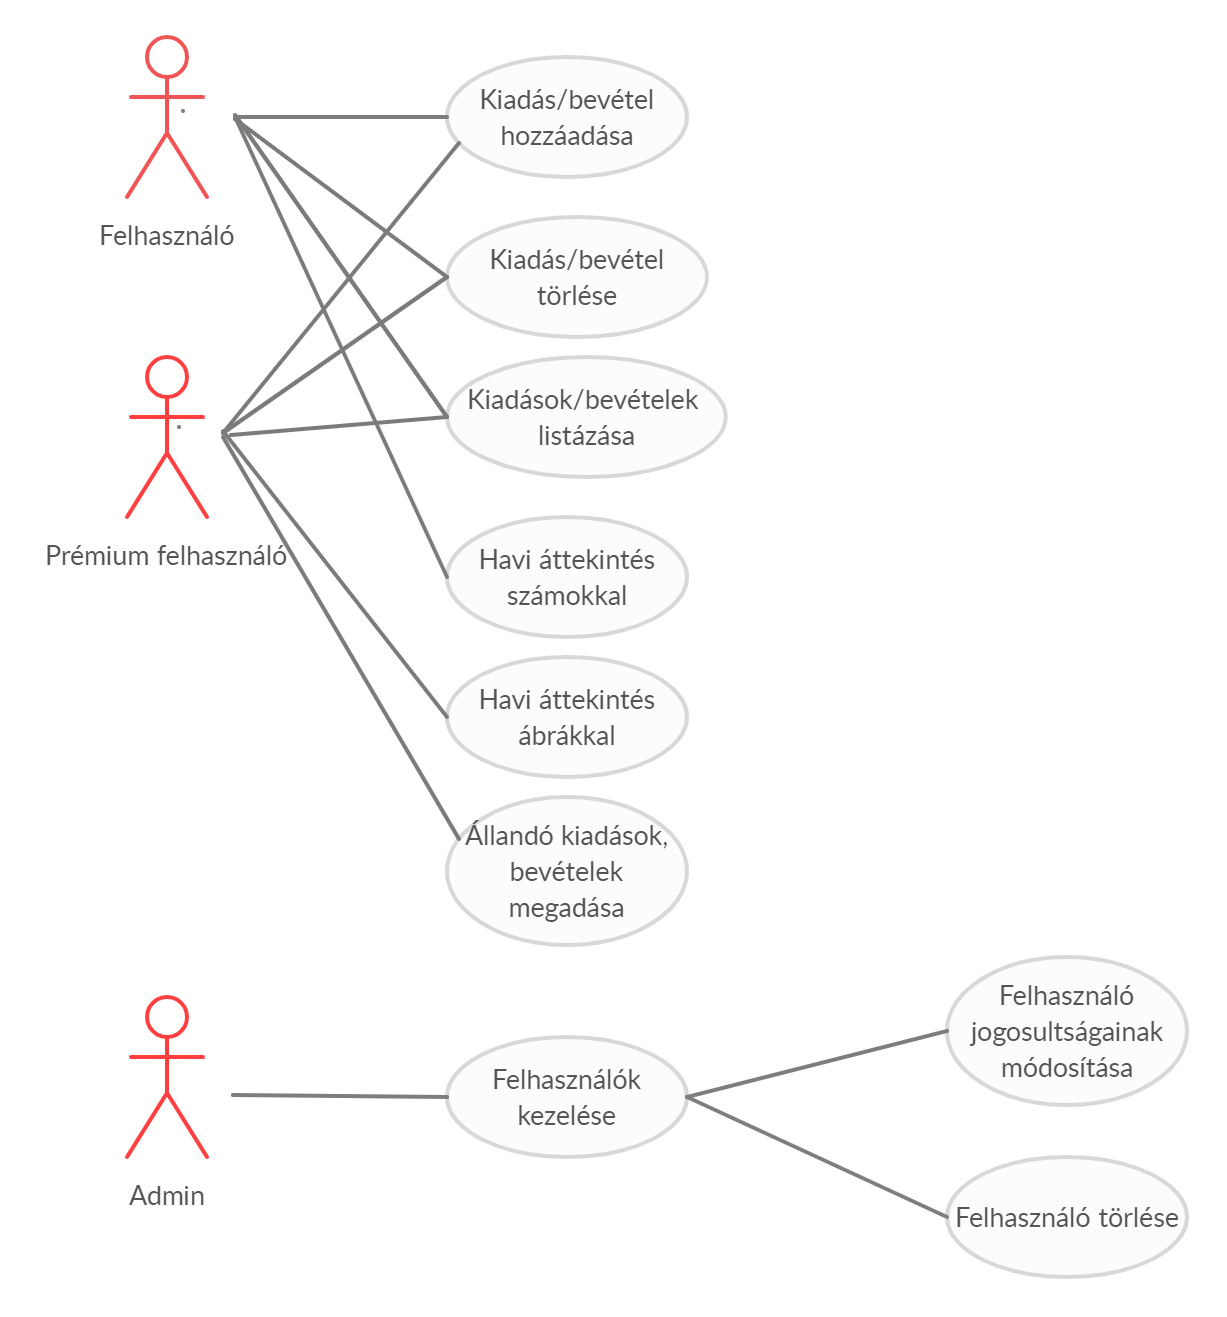 Felhasználó
Kiadás/bevétel
hozzáadása
Kiadás/bevétel
törlése
Kiadások/bevételek
listázása
Prémium felhasználó
Havi áttekintés
számokkal
Havi áttekintés
ábrákkal
Állandó kiadások,
bevételek
megadása
Admin
Felhasználók
kezelése
Felhasználó
jogosultságainak
módosítása
Felhasználó törlése